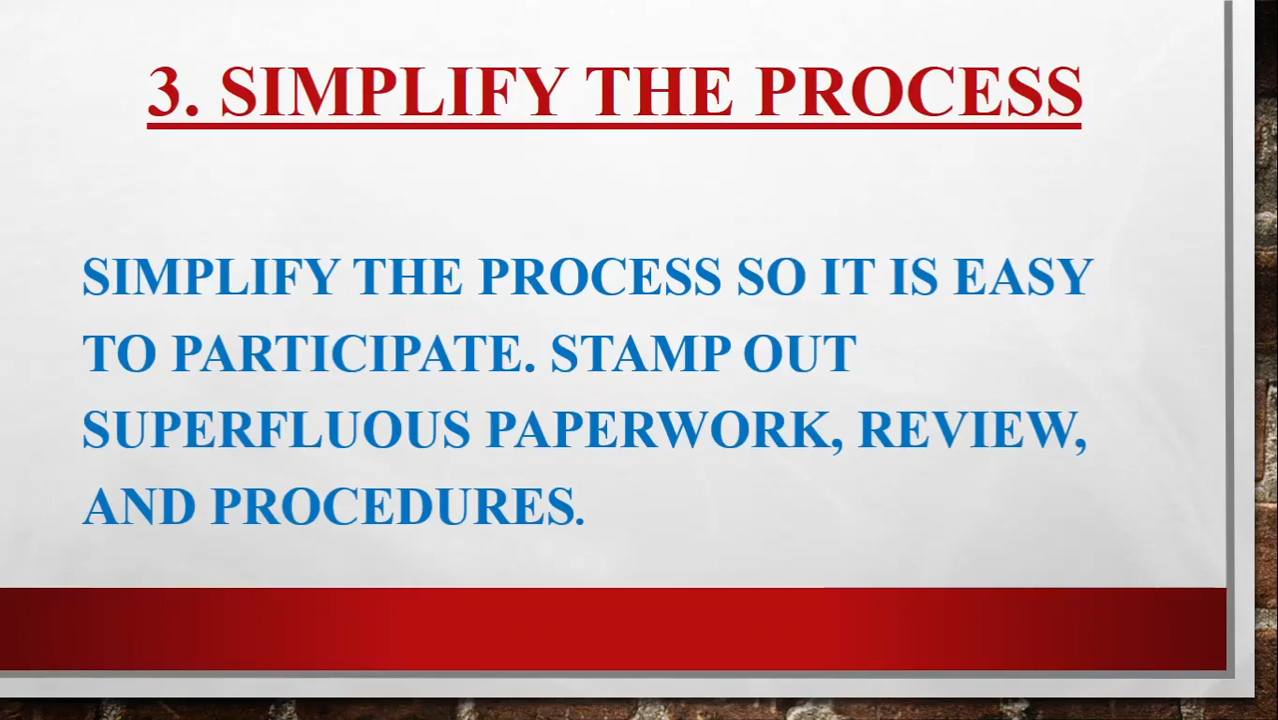 3. SIMPLIFY THE PROCESS
SIMPLIFY THE PROCESS SO IT IS EASY
TO PARTICIPATE. STAMP OUT
SUPERFLUOUS PAPERWORK, REVIEW,
AND PROCEDURES.